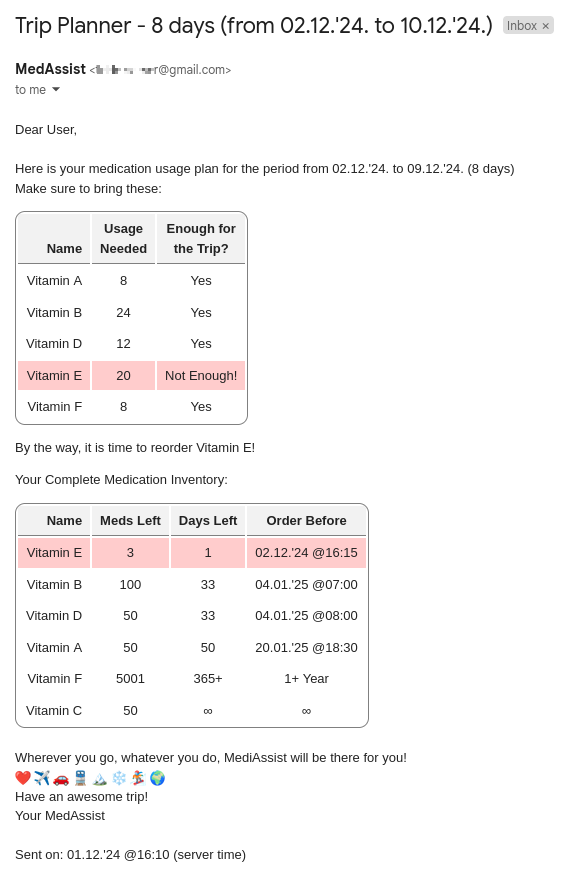 Trip Planner - 8 days (from 02.12.'24. to 10.12.'24.) Inbox ×
MedAssist
@gmail.com>
to me
Dear User,
Here is your medication usage plan for the period from 02.12.'24. to 09.12.'24. (8 days)
Make sure to bring these:
Usage Enough for
Name Needed the Trip?
Vitamin A 8 Yes
Vitamin B 24 Yes
Vitamin D 12 Yes
Vitamin E 20 Not Enough!
Vitamin F 8 Yes
By the way, it is time to reorder Vitamin E!
Your Complete Medication Inventory:
Name Meds Left Days Left Order Before
Vitamin E 3 1 02.12.'24 @16:15
Vitamin B 100 33 04.01.'25 @07:00
Vitamin D 50 33 04.01.'25 @08:00
Vitamin A 50 50 20.01.'25 @18:30
Vitamin F 5001 365+ 1+ Year
Vitamin C 50 ∞ ∞
Wherever you go, whatever you do, MediAssist will be there for you!
❤️✈️🚗🚆🏔️❄️🏂🌍
Have an awesome trip!
Your MedAssist
Sent on: 01.12.'24 @16:10 (server time)